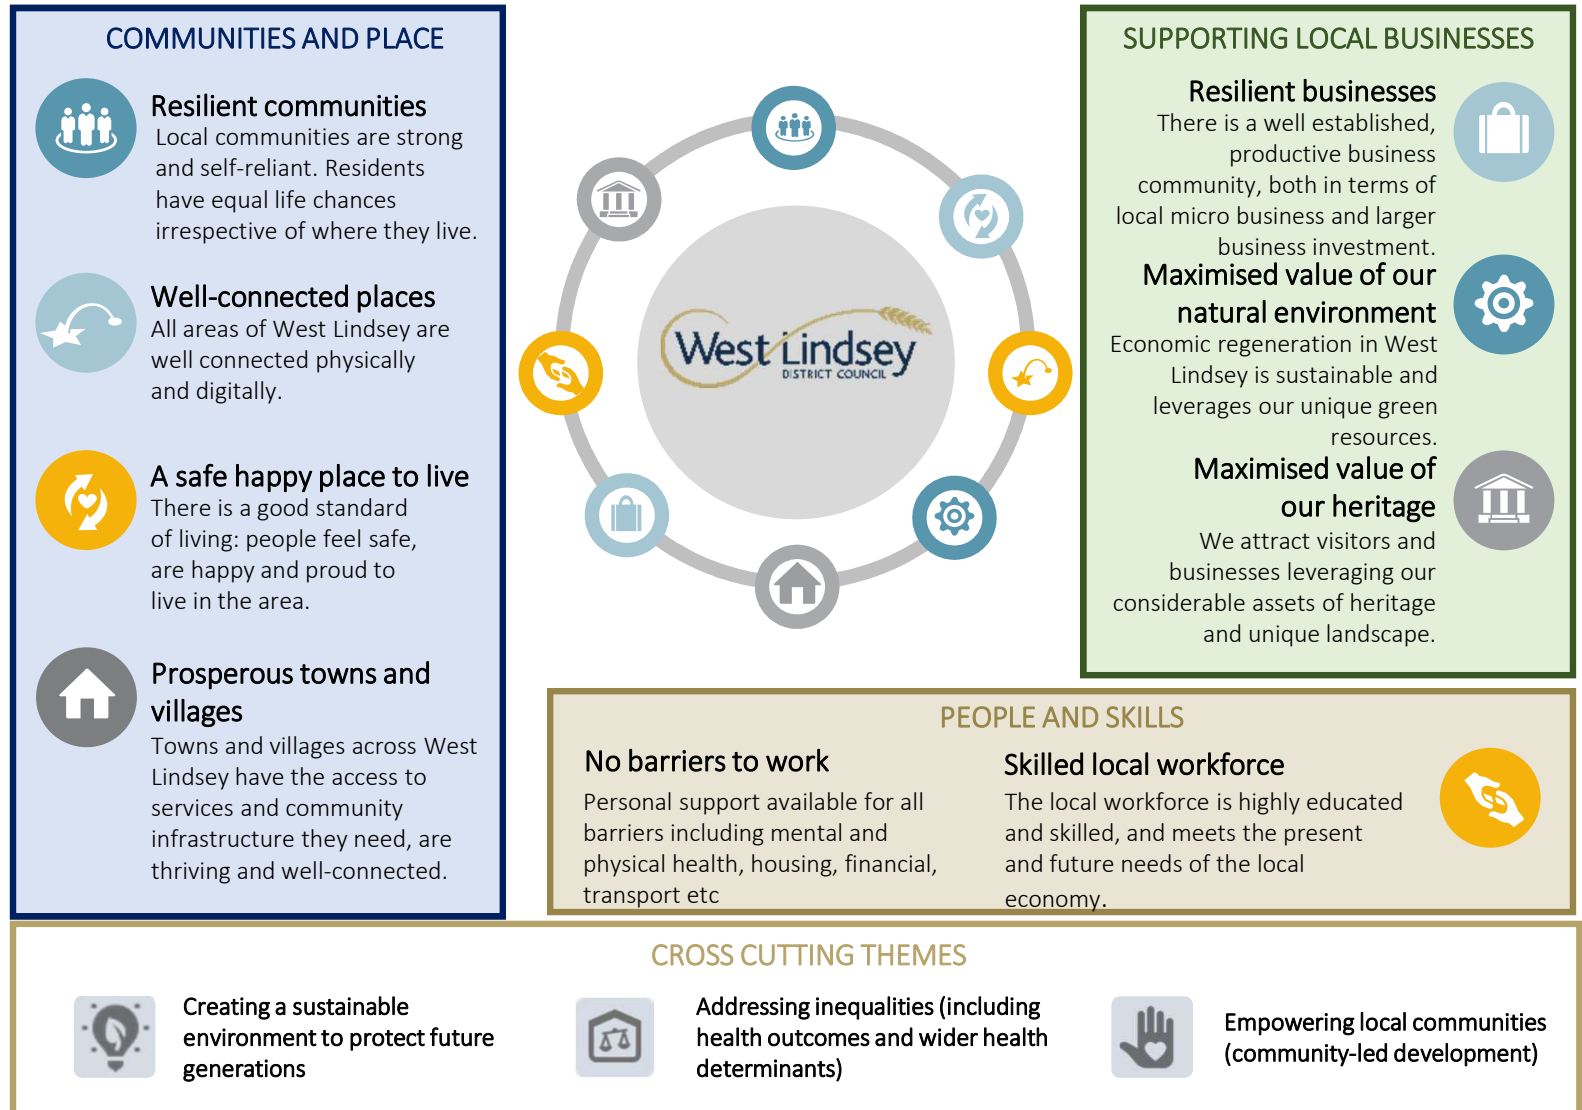 COMMUNITIES AND PLACE
Resilient communities
Local communities are strong
and self-reliant. Residents
have equal life chances
irrespective of where they live.
Well-connected places
All areas of West Lindsey are
well connected physically
and digitally.
A safe happy place to live
There is a good standard
of living: people feel safe,
are happy and proud to
live in the area.
Prosperous towns and
villages
Towns and villages across West
Lindsey have the access to
services and community
infrastructure they need, are
thriving and well-connected.
West Lindsey
DISTRICT COUNCIL
SUPPORTING LOCAL BUSINESSES
Resilient businesses
There is a well established,
productive business
community, both in terms of
local micro business and larger
business investment.
Maximised value of our
natural environment
Economic regeneration in West
Lindsey is sustainable and
leverages our unique green
resources.
Maximised value of
our heritage
We attract visitors and
businesses leveraging our
considerable assets of heritage
and unique landscape.
PEOPLE AND SKILLS
No barriers to work
Personal support available for all
barriers including mental and
physical health, housing, financial,
transport etc
Skilled local workforce
The local workforce is highly educated
and skilled, and meets the present
and future needs of the local
economy.
CROSS CUTTING THEMES
Creating a sustainable
environment to protect future
generations
Addressing inequalities (including
health outcomes and wider health
determinants)
Empowering local communities
(community-led development)